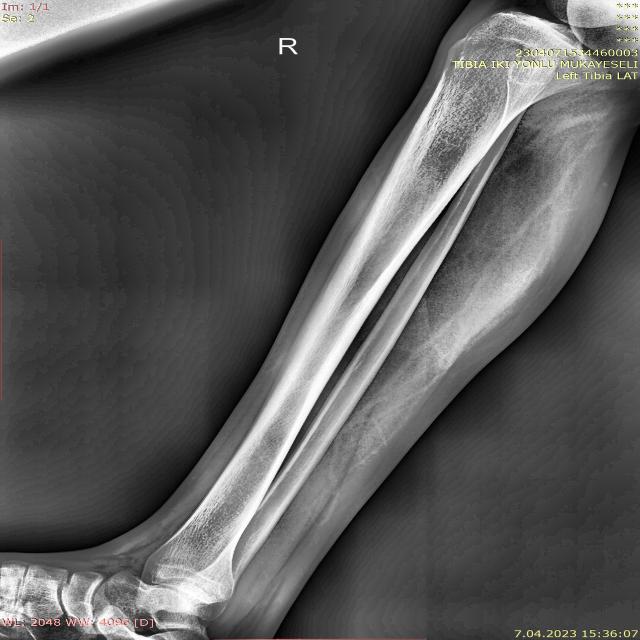 Im: 1/1
Se: 2
***
***
***
***
R
2304071534460003
TIBIA IKI YONLU MUKAYESELI
Left Tibia LAT
WL: 2048 WW: 4096 [D]
7.04.2023 15:36:07